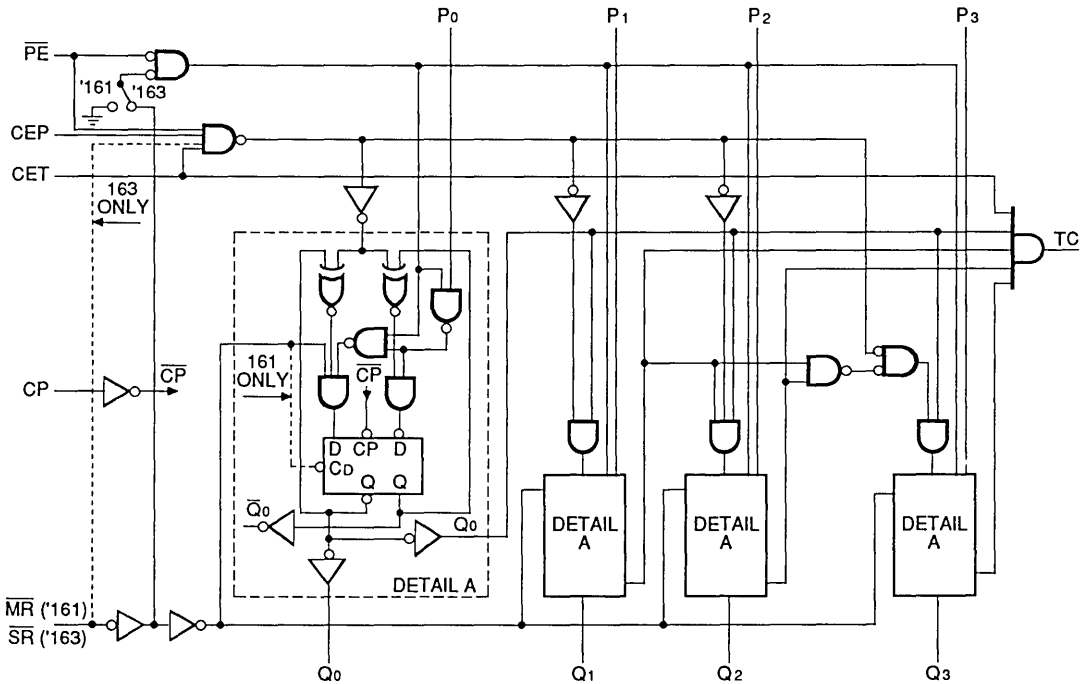 P0
P1
P2
P3
PE
'161
'163
CEP
CET
TC
163
ONLY
161
ONLY
CP
CP
CP
D
CP
D
CD
Q
Q
Q0
Q0
DETAIL A
DETAIL
A
DETAIL
A
DETAIL
A
MR ('161)
SR ('163)
Q0
Q1
Q2
Q3